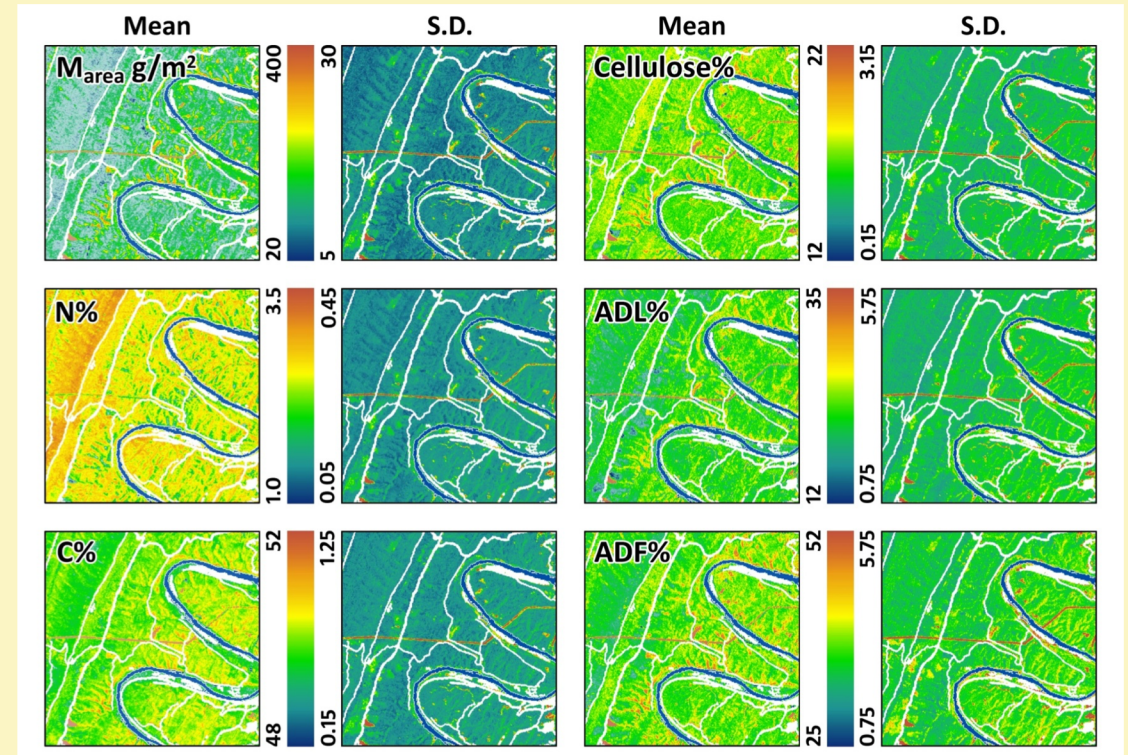 Mean S.D. Mean S.D.
Marea g/m² 400 30 Cellulose% 22 3.15
20 5 12 0.15
N% 3.5 0.45 ADL% 35 5.75
1.0 0.05 12 0.75
C% 52 1.25 ADF% 52 5.75
48 0.15 25 0.75